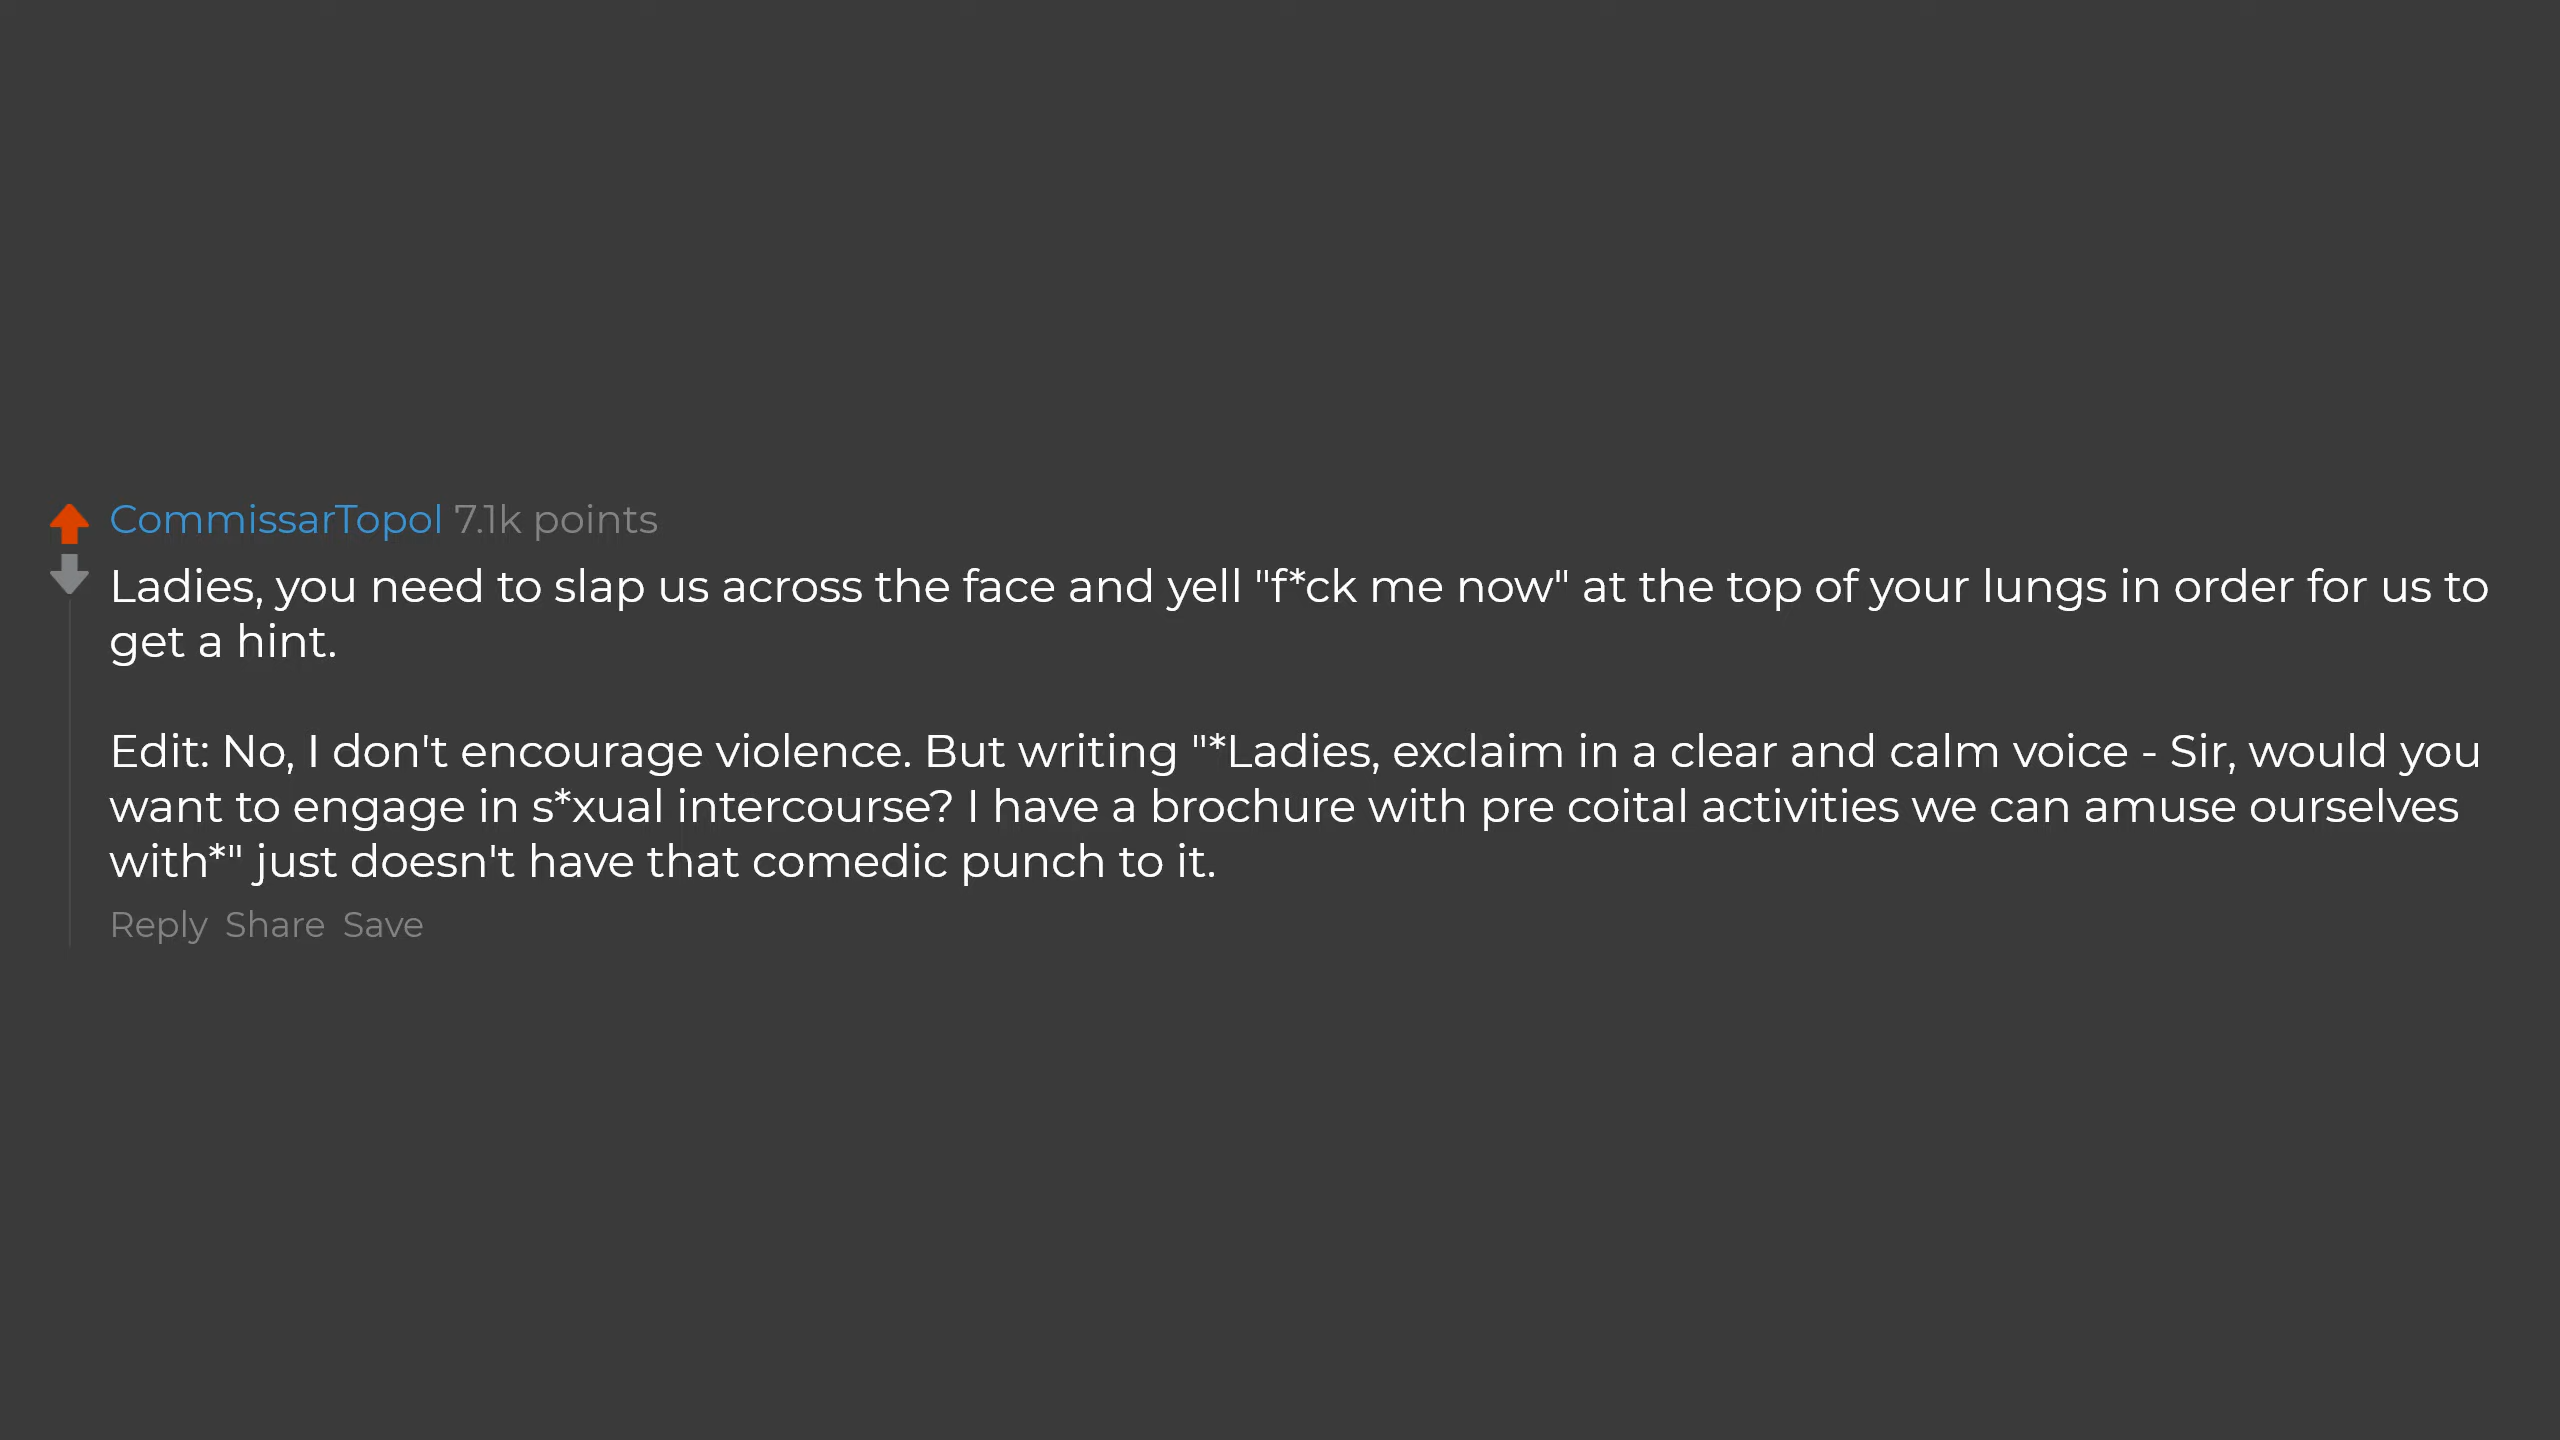 CommissarTopol 7.1k points
Ladies, you need to slap us across the face and yell "f*ck me now" at the top of your lungs in order for us to
get a hint.
Edit: No, I don't encourage violence. But writing "*Ladies, exclaim in a clear and calm voice - Sir, would you
want to engage in s*xual intercourse? I have a brochure with pre coital activities we can amuse ourselves
with*" just doesn't have that comedic punch to it.
Reply Share Save